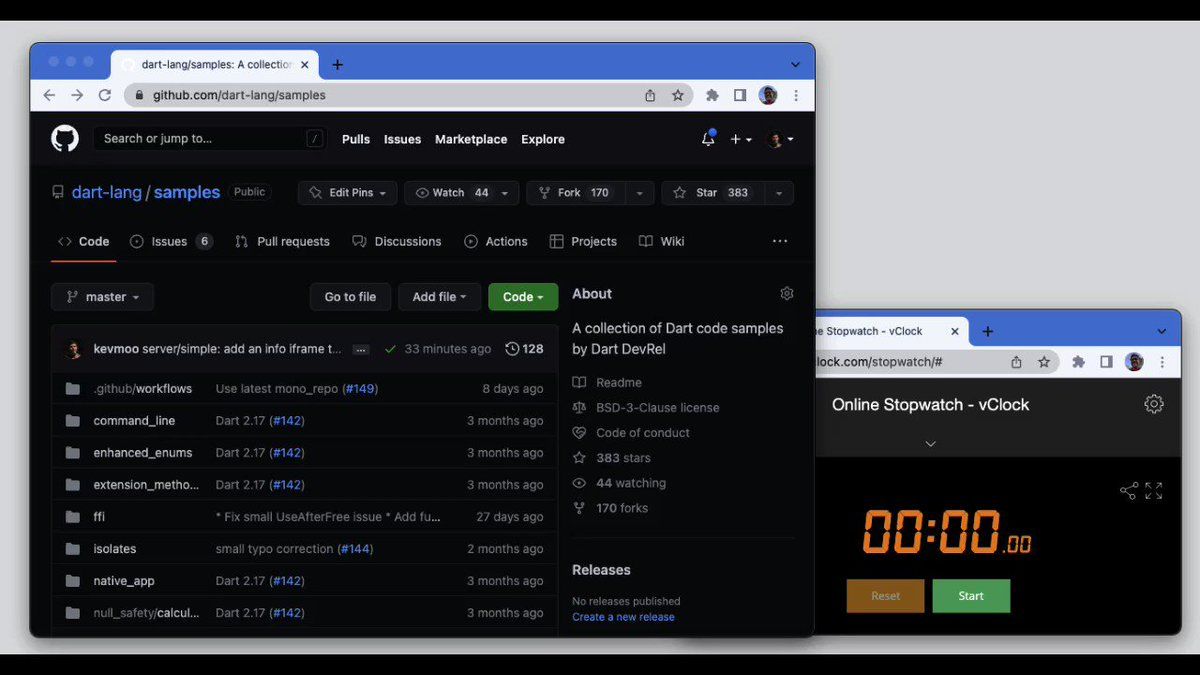 dart-lang/samples: A collection
github.com/dart-lang/samples
Search or jump to... /
Pulls Issues Marketplace Explore
dart-lang / samples Public
Edit Pins Watch 44 Fork 170 Star 383
Code Issues 6 Pull requests Discussions Actions Projects Wiki
master Go to file Add file Code
kevmoo server/simple: add an info iframe t... ... 33 minutes ago 128
.github/workflows Use latest mono_repo (#149) 8 days ago
command_line Dart 2.17 (#142) 3 months ago
enhanced_enums Dart 2.17 (#142) 3 months ago
extension_metho... Dart 2.17 (#142) 3 months ago
ffi * Fix small UseAfterFree issue * Add fu... 27 days ago
isolates small typo correction (#144) 2 months ago
native_app Dart 2.17 (#142) 3 months ago
null_safety/calcul... Dart 2.17 (#142) 3 months ago
About
A collection of Dart code samples
by Dart DevRel
Readme
BSD-3-Clause license
Code of conduct
383 stars
44 watching
170 forks
Releases
No releases published
Create a new release
ne Stopwatch - vClock
lock.com/stopwatch/#
Online Stopwatch - vClock
00:00.00
Reset Start